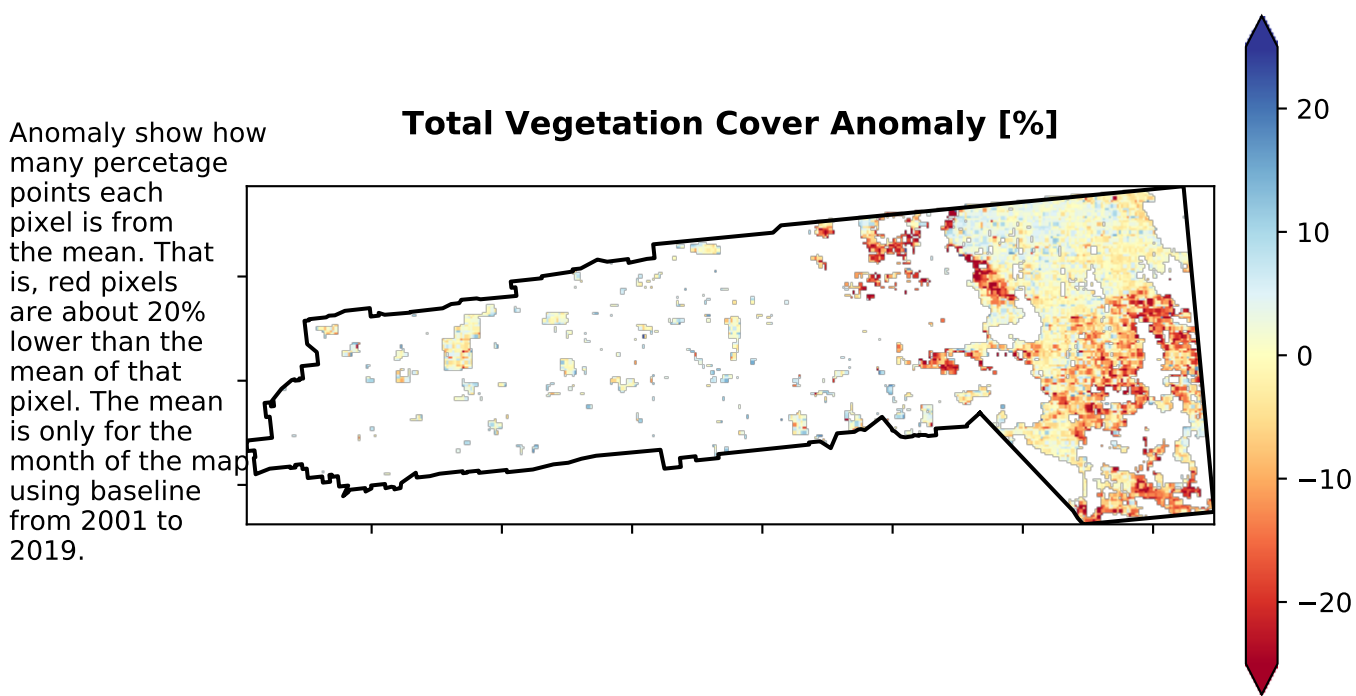 Total Vegetation Cover Anomaly [%]
Anomaly show how
many percetage
points each
pixel is from
the mean. That
is, red pixels
are about 20%
lower than the
mean of that
pixel. The mean
is only for the
month of the map
using baseline
from 2001 to
2019.
20
10
0
−10
−20